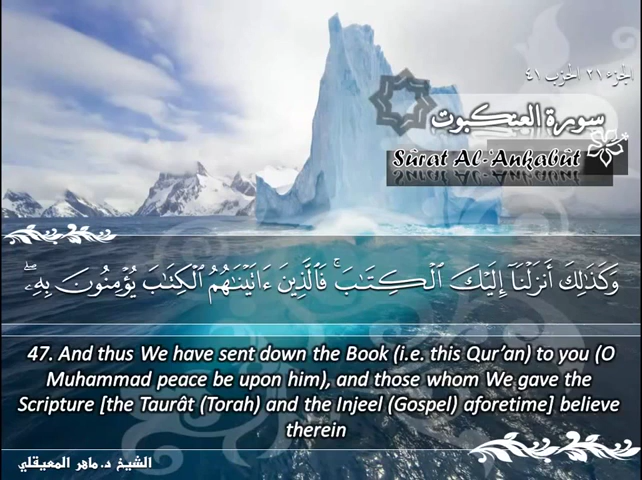 الجزء ٢١ الحزب ٤١
سورة العنكبوت
Sûrat Al-'Ankabût
وَكَذَٰلِكَ أَنزَلْنَآ إِلَيْكَ ٱلْكِتَٰبَ ۚ فَٱلَّذِينَ ءَاتَيْنَٰهُمُ ٱلْكِتَٰبَ يُؤْمِنُونَ بِهِۦ ۖ
47. And thus We have sent down the Book (i.e. this Qur'an) to you (O
Muhammad peace be upon him), and those whom We gave the
Scripture [the Taurât (Torah) and the Injeel (Gospel) aforetime] believe
therein
الشيخ د. ماهر المعيقلي